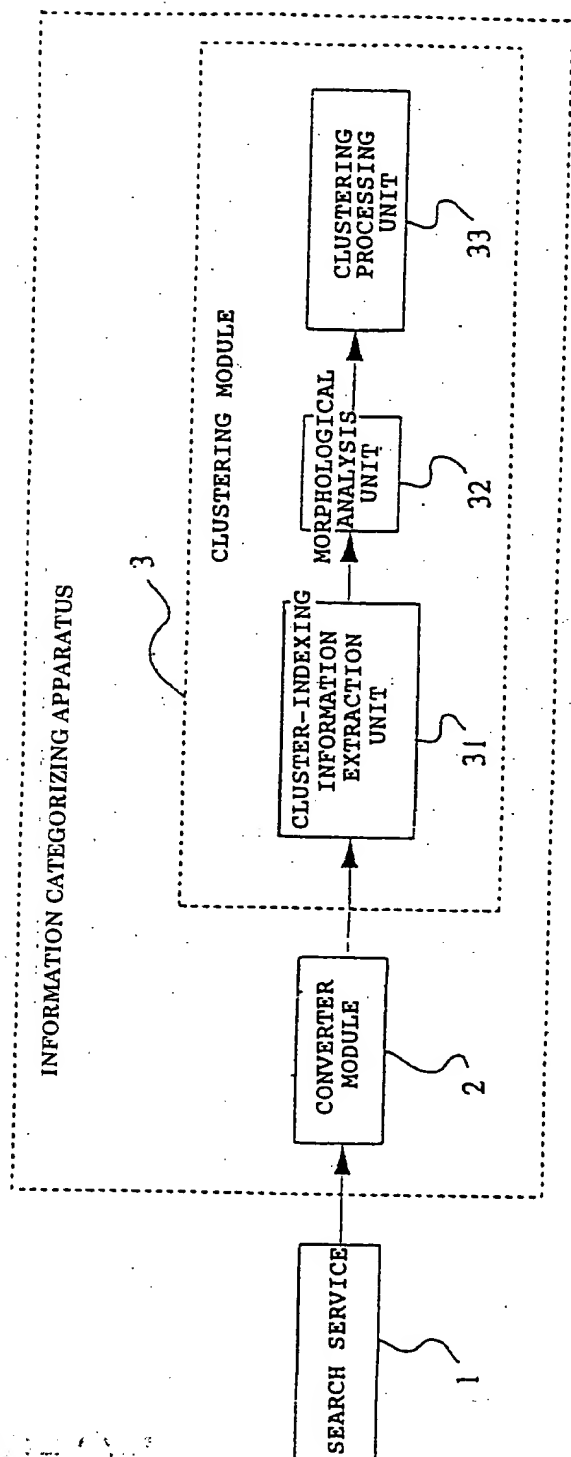 INFORMATION CATEGORIZING APPARATUS
3
CLUSTERING MODULE
SEARCH SERVICE
1
CONVERTER
MODULE
2
CLUSTER-INDEXING
INFORMATION
EXTRACTION
UNIT
31
MORPHOLOGICAL
ANALYSIS
UNIT
32
CLUSTERING
PROCESSING
UNIT
33